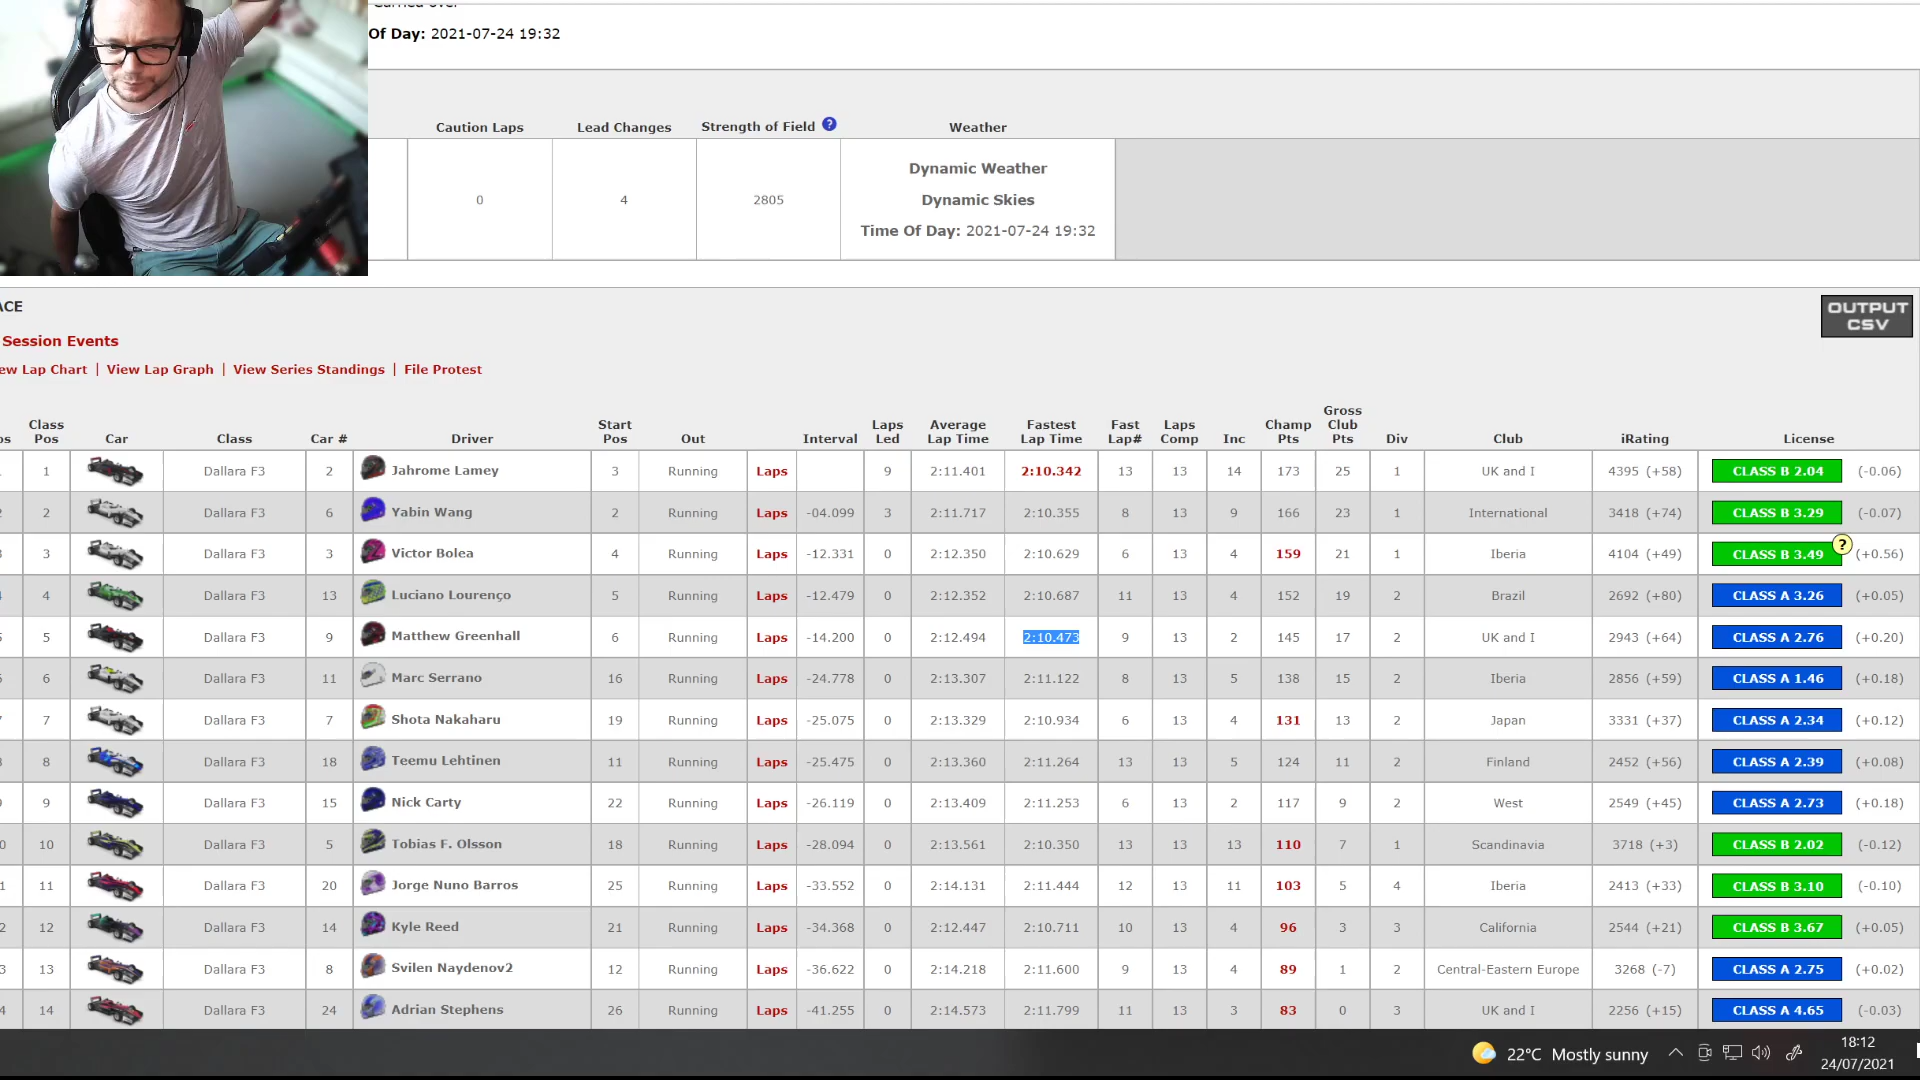 Of Day: 2021-07-24 19:32
Caution Laps Lead Changes Strength of Field ? Weather
0 4 2805 Dynamic Weather
Dynamic Skies
Time Of Day: 2021-07-24 19:32
ACE
OUTPUT CSV
Session Events
ew Lap Chart | View Lap Graph | View Series Standings | File Protest
os Class Pos Car Class Car # Driver Start Pos Out Interval Laps Led Average Lap Time Fastest Lap Time Fast Lap# Laps Comp Inc Champ Pts Gross Club Pts Div Club iRating License
1 Dallara F3 2 Jahrome Lamey 3 Running Laps 9 2:11.401 2:10.342 13 13 14 173 25 1 UK and I 4395 (+58) CLASS B 2.04 (-0.06)
2 2 Dallara F3 6 Yabin Wang 2 Running Laps -04.099 3 2:11.717 2:10.355 8 13 9 166 23 1 International 3418 (+74) CLASS B 3.29 (-0.07)
3 3 Dallara F3 3 Victor Bolea 4 Running Laps -12.331 0 2:12.350 2:10.629 6 13 4 159 21 1 Iberia 4104 (+49) CLASS B 3.49 ? (+0.56)
4 4 Dallara F3 13 Luciano Lourenço 5 Running Laps -12.479 0 2:12.352 2:10.687 11 13 4 152 19 2 Brazil 2692 (+80) CLASS A 3.26 (+0.05)
5 5 Dallara F3 9 Matthew Greenhall 6 Running Laps -14.200 0 2:12.494 2:10.473 9 13 2 145 17 2 UK and I 2943 (+64) CLASS A 2.76 (+0.20)
6 6 Dallara F3 11 Marc Serrano 16 Running Laps -24.778 0 2:13.307 2:11.122 8 13 5 138 15 2 Iberia 2856 (+59) CLASS A 1.46 (+0.18)
7 7 Dallara F3 7 Shota Nakaharu 19 Running Laps -25.075 0 2:13.329 2:10.934 6 13 4 131 13 2 Japan 3331 (+37) CLASS A 2.34 (+0.12)
8 8 Dallara F3 18 Teemu Lehtinen 11 Running Laps -25.475 0 2:13.360 2:11.264 13 13 5 124 11 2 Finland 2452 (+56) CLASS A 2.39 (+0.08)
9 9 Dallara F3 15 Nick Carty 22 Running Laps -26.119 0 2:13.409 2:11.253 6 13 2 117 9 2 West 2549 (+45) CLASS A 2.73 (+0.18)
0 10 Dallara F3 5 Tobias F. Olsson 18 Running Laps -28.094 0 2:13.561 2:10.350 13 13 13 110 7 1 Scandinavia 3718 (+3) CLASS B 2.02 (-0.12)
1 11 Dallara F3 20 Jorge Nuno Barros 25 Running Laps -33.552 0 2:14.131 2:11.444 12 13 11 103 5 4 Iberia 2413 (+33) CLASS B 3.10 (-0.10)
2 12 Dallara F3 14 Kyle Reed 21 Running Laps -34.368 0 2:12.447 2:10.711 10 13 4 96 3 3 California 2544 (+21) CLASS B 3.67 (+0.05)
3 13 Dallara F3 8 Svilen Naydenov2 12 Running Laps -36.622 0 2:14.218 2:11.600 9 13 4 89 1 2 Central-Eastern Europe 3268 (-7) CLASS A 2.75 (+0.02)
4 14 Dallara F3 24 Adrian Stephens 26 Running Laps -41.255 0 2:14.573 2:11.799 11 13 3 83 0 3 UK and I 2256 (+15) CLASS A 4.65 (-0.03)
22°C Mostly sunny 18:12
24/07/2021